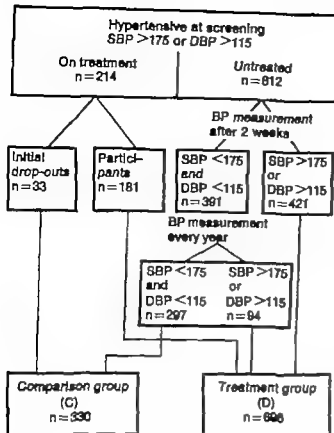 Hypertensive at screening
SBP >175 or DBP >115
On treatment
n=214
Untreated
n=812
BP measurement
after 2 weeks
Initial
drop-outs
n=33
Partici-
pants
n=181
SBP <175
and
DBP <115
n=391
SBP >175
or
DBP >115
n=421
BP measurement
every year
SBP <175
and
DBP <115
n=297
SBP >175
or
DBP >115
n=94
Comparison group
(C)
n=330
Treatment group
(D)
n=696